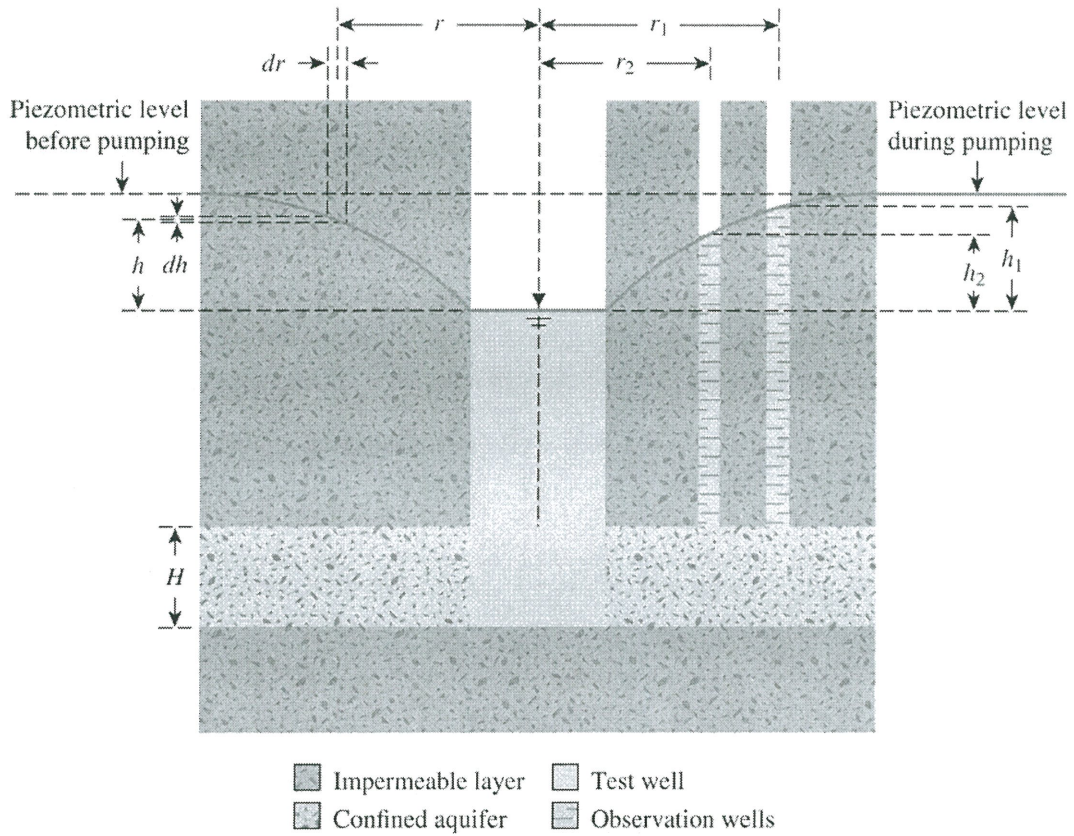 r
r₁
dr
r₂
Piezometric level
before pumping
Piezometric level
during pumping
h
dh
h₂
h₁
H
Impermeable layer
Test well
Confined aquifer
Observation wells